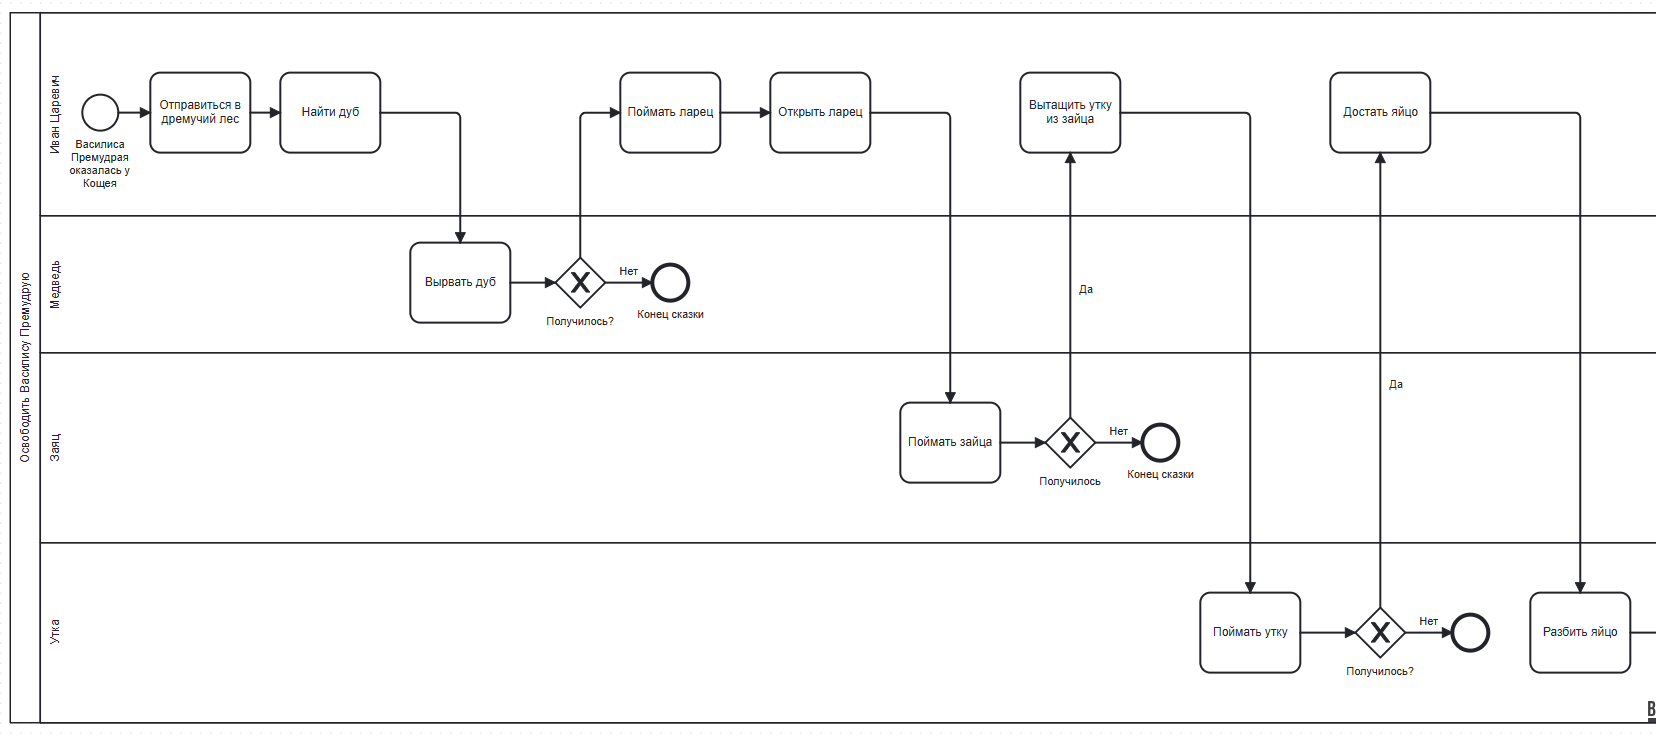 Освободить Василису Премудрую
Иван Царевич
Василиса
Премудрая
оказалась у
Кощея
Отправиться в
дремучий лес
Найти дуб
Поймать ларец
Открыть ларец
Вытащить утку
из зайца
Достать яйцо
Медведь
Вырвать дуб
Получилось?
Нет
Конец сказки
Да
Заяц
Поймать зайца
Получилось
Нет
Конец сказки
Да
Утка
Поймать утку
Получилось?
Нет
Разбить яйцо
B